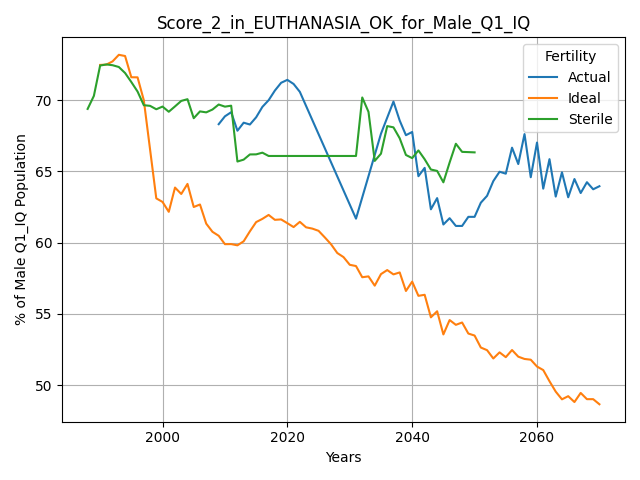 Score_2_in_EUTHANASIA_OK_for_Male_Q1_IQ
Fertility
Actual
Ideal
Sterile
% of Male Q1_IQ Population
70
65
60
55
50
2000
2020
2040
2060
Years